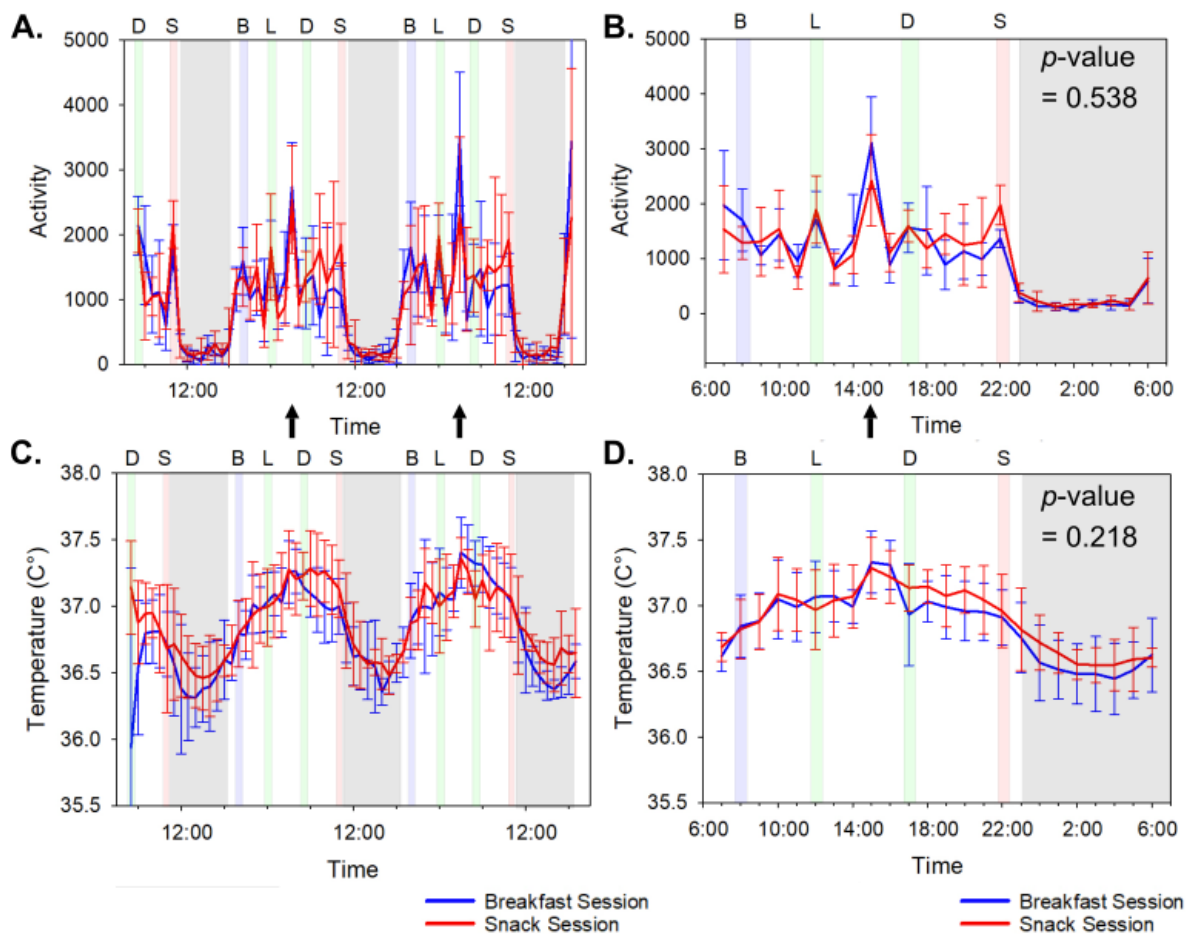 D S B L D S B L D S
A.
5000
4000
3000
2000
1000
0
Activity
12:00 12:00 12:00
Time
B L D S
B.
5000
4000
3000
2000
1000
0
Activity
p-value
= 0.538
6:00 10:00 14:00 18:00 22:00 2:00 6:00
Time
D S B L D S B L D S
C.
38.0
37.5
37.0
36.5
36.0
35.5
Temperature (C°)
12:00 12:00 12:00
Time
Breakfast Session
Snack Session
B L D S
D.
38.0
37.5
37.0
36.5
36.0
35.5
Temperature (C°)
p-value
= 0.218
6:00 10:00 14:00 18:00 22:00 2:00 6:00
Time
Breakfast Session
Snack Session